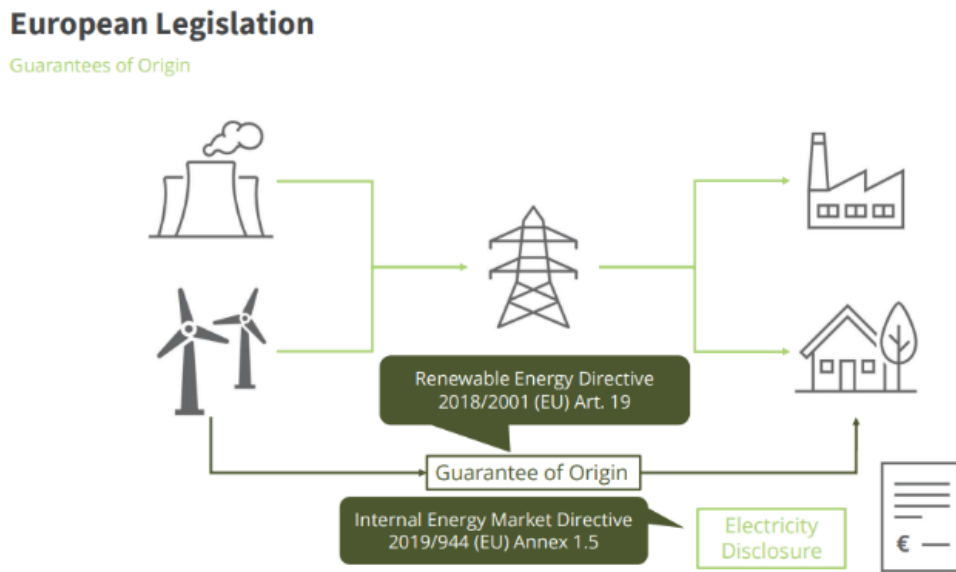 European Legislation
Guarantees of Origin
Renewable Energy Directive
2018/2001 (EU) Art. 19
Guarantee of Origin
Internal Energy Market Directive
2019/944 (EU) Annex 1.5
Electricity
Disclosure
€